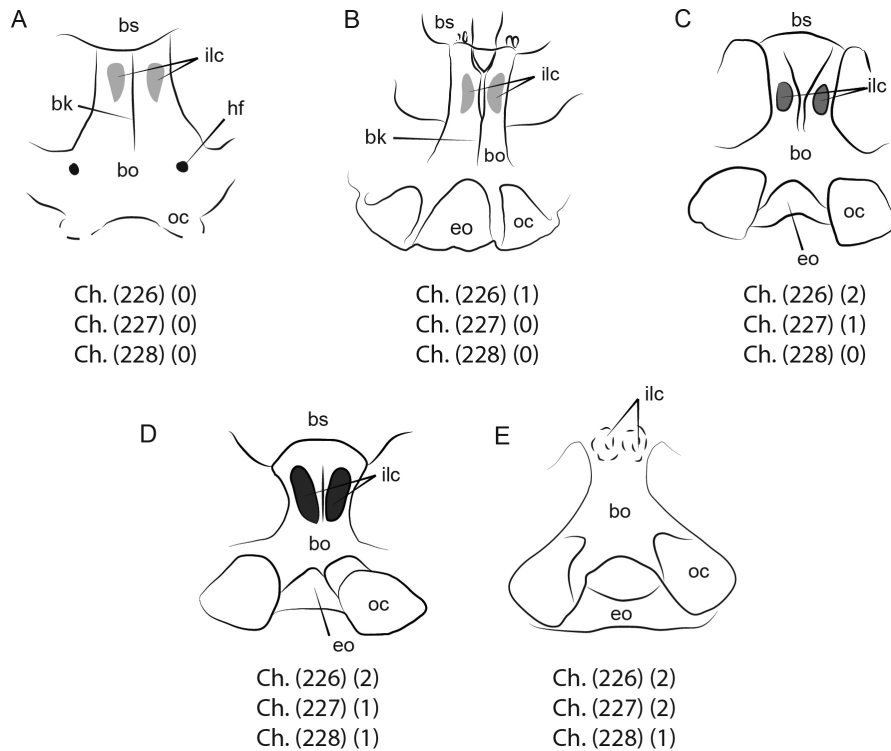 A
bs
ilc
bk
hf
bo
oc
Ch. (226) (0)
Ch. (227) (0)
Ch. (228) (0)
B
bs
ilc
bk
bo
eo
oc
Ch. (226) (1)
Ch. (227) (0)
Ch. (228) (0)
C
bs
ilc
bo
oc
eo
Ch. (226) (2)
Ch. (227) (1)
Ch. (228) (0)
D
bs
ilc
bo
oc
eo
Ch. (226) (2)
Ch. (227) (1)
Ch. (228) (1)
E
ilc
bo
oc
eo
Ch. (226) (2)
Ch. (227) (2)
Ch. (228) (1)